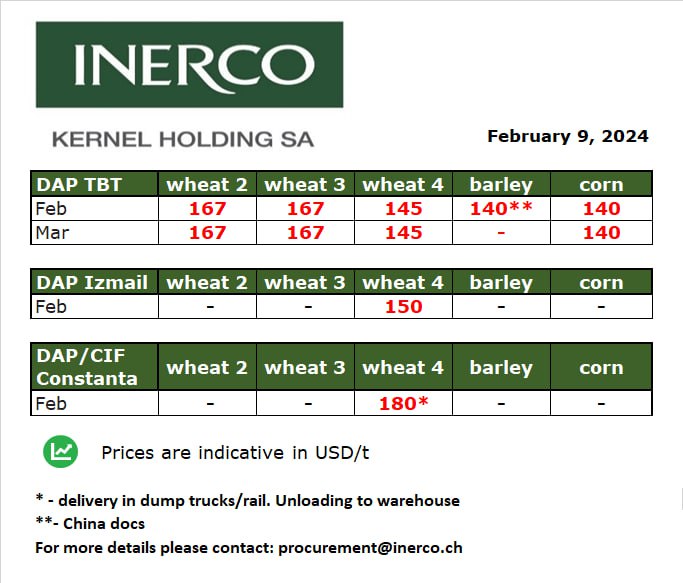 INERCO
KERNEL HOLDING SA
February 9, 2024
DAP TBT wheat 2 wheat 3 wheat 4 barley corn
Feb 167 167 145 140** 140
Mar 167 167 145 - 140
DAP Izmail wheat 2 wheat 3 wheat 4 barley corn
Feb - - 150 - -
DAP/CIF Constanta wheat 2 wheat 3 wheat 4 barley corn
Feb - - 180* - -
Prices are indicative in USD/t
* - delivery in dump trucks/rail. Unloading to warehouse
**- China docs
For more details please contact: procurement@inerco.ch